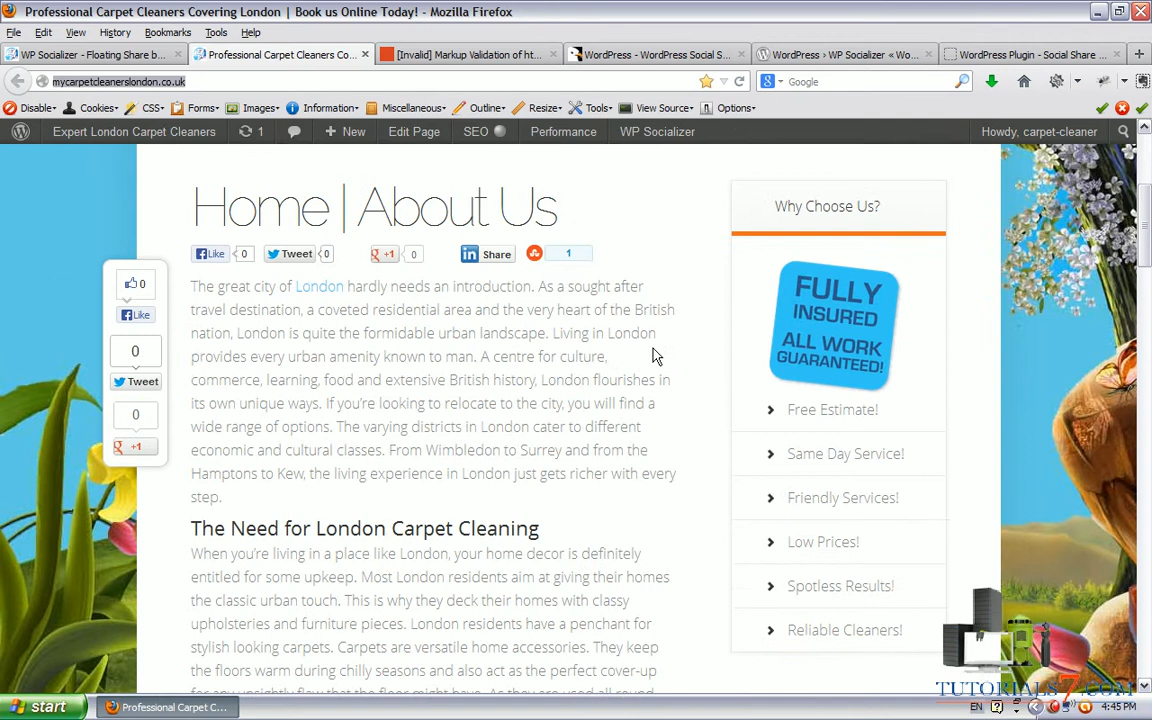 Professional Carpet Cleaners Covering London | Book us Online Today! - Mozilla Firefox
File Edit View History Bookmarks Tools Help
WP Socializer - Floating Share b...
Professional Carpet Cleaners Co...
[Invalid] Markup Validation of ht...
WordPress - WordPress Social S...
WordPress › WP Socializer « Wo...
WordPress Plugin - Social Share ...
mycarpetcleanerslondon.co.uk
Google
Disable Cookies CSS Forms Images Information Miscellaneous Outline Resize Tools View Source Options
Expert London Carpet Cleaners 1 New Edit Page SEO Performance WP Socializer Howdy, carpet-cleaner
Home | About Us
Like 0 Tweet 0 +1 0 in Share 1
0
Like
0
Tweet
0
+1
The great city of London hardly needs an introduction. As a sought after
travel destination, a coveted residential area and the very heart of the British
nation, London is quite the formidable urban landscape. Living in London
provides every urban amenity known to man. A centre for culture,
commerce, learning, food and extensive British history, London flourishes in
its own unique ways. If you're looking to relocate to the city, you will find a
wide range of options. The varying districts in London cater to different
economic and cultural classes. From Wimbledon to Surrey and from the
Hamptons to Kew, the living experience in London just gets richer with every
step.
The Need for London Carpet Cleaning
When you're living in a place like London, your home decor is definitely
entitled for some upkeep. Most London residents aim at giving their homes
the classic urban touch. This is why they deck their homes with classy
upholsteries and furniture pieces. London residents have a penchant for
stylish looking carpets. Carpets are versatile home accessories. They keep
the floors warm during chilly seasons and also act as the perfect cover-up
for any unsightly flaw that the floor might have. As they are used all round
Why Choose Us?
FULLY
INSURED
ALL WORK
GUARANTEED!
Free Estimate!
Same Day Service!
Friendly Services!
Low Prices!
Spotless Results!
Reliable Cleaners!
TUTORIALS7.COM
start
Professional Carpet C...
EN
4:45 PM